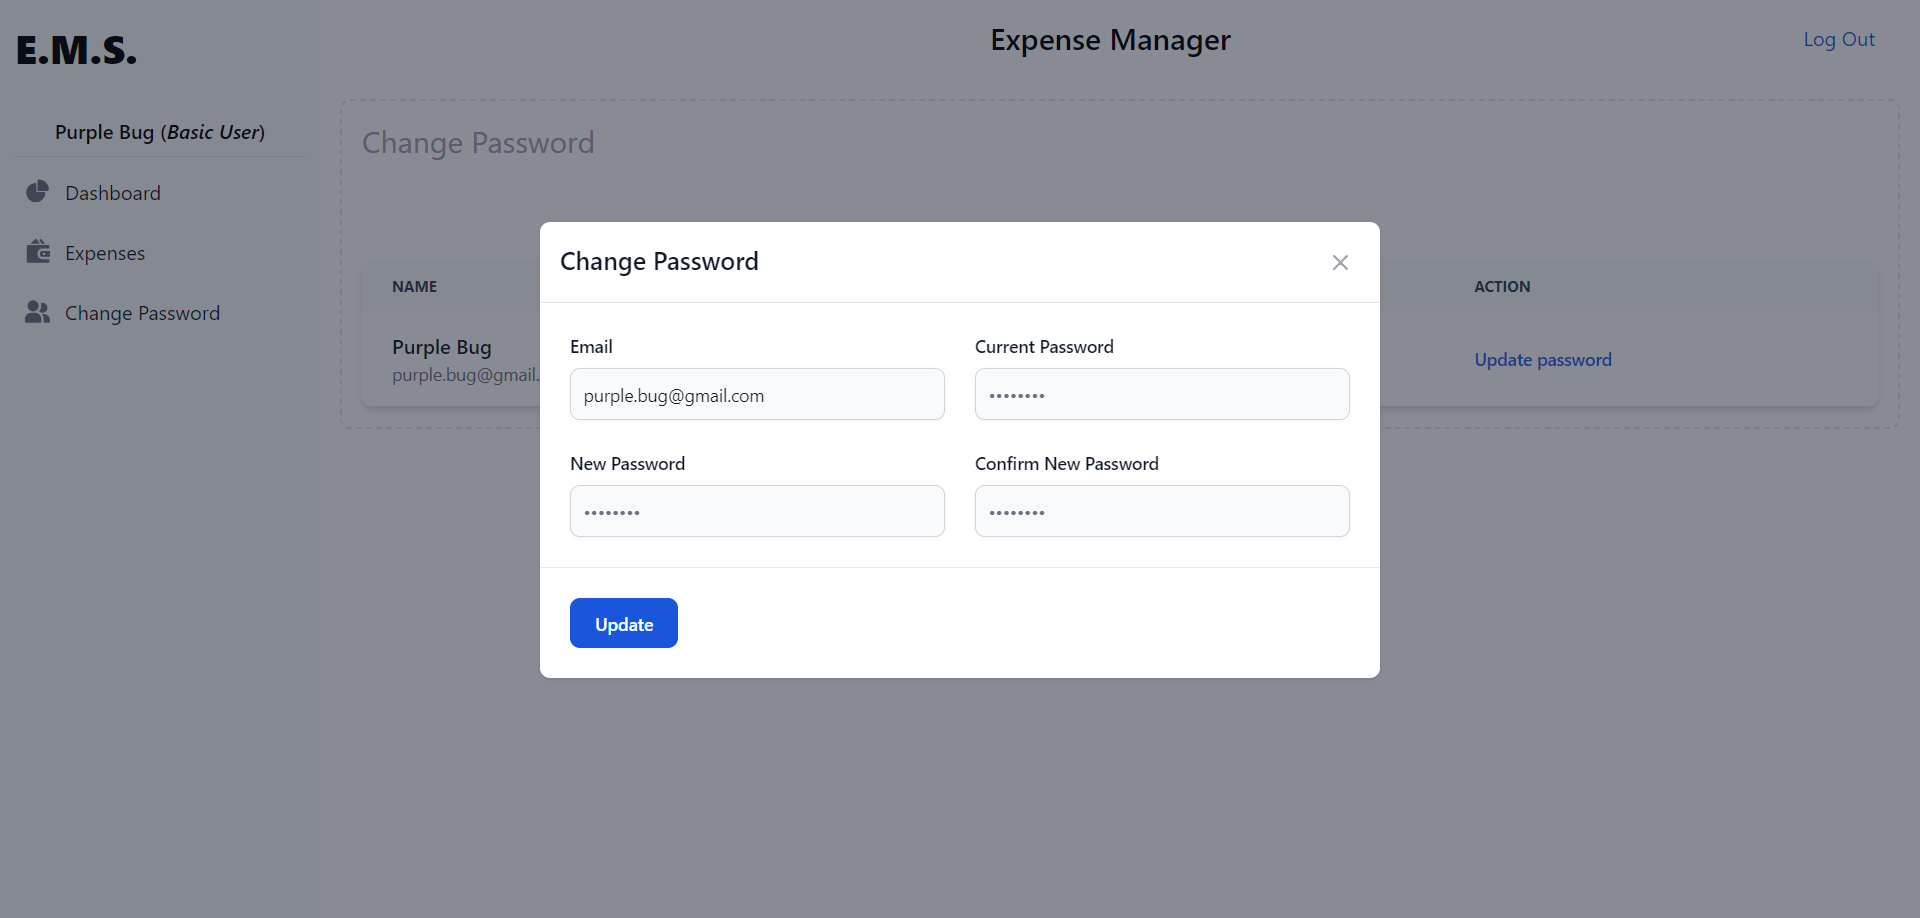 E.M.S.
Expense Manager
Log Out
Purple Bug (Basic User)
Dashboard
Expenses
Change Password
Change Password
NAME
ACTION
Purple Bug
purple.bug@gmail.
Update password
Change Password
Email
Current Password
purple.bug@gmail.com
••••••••
New Password
Confirm New Password
••••••••
••••••••
Update